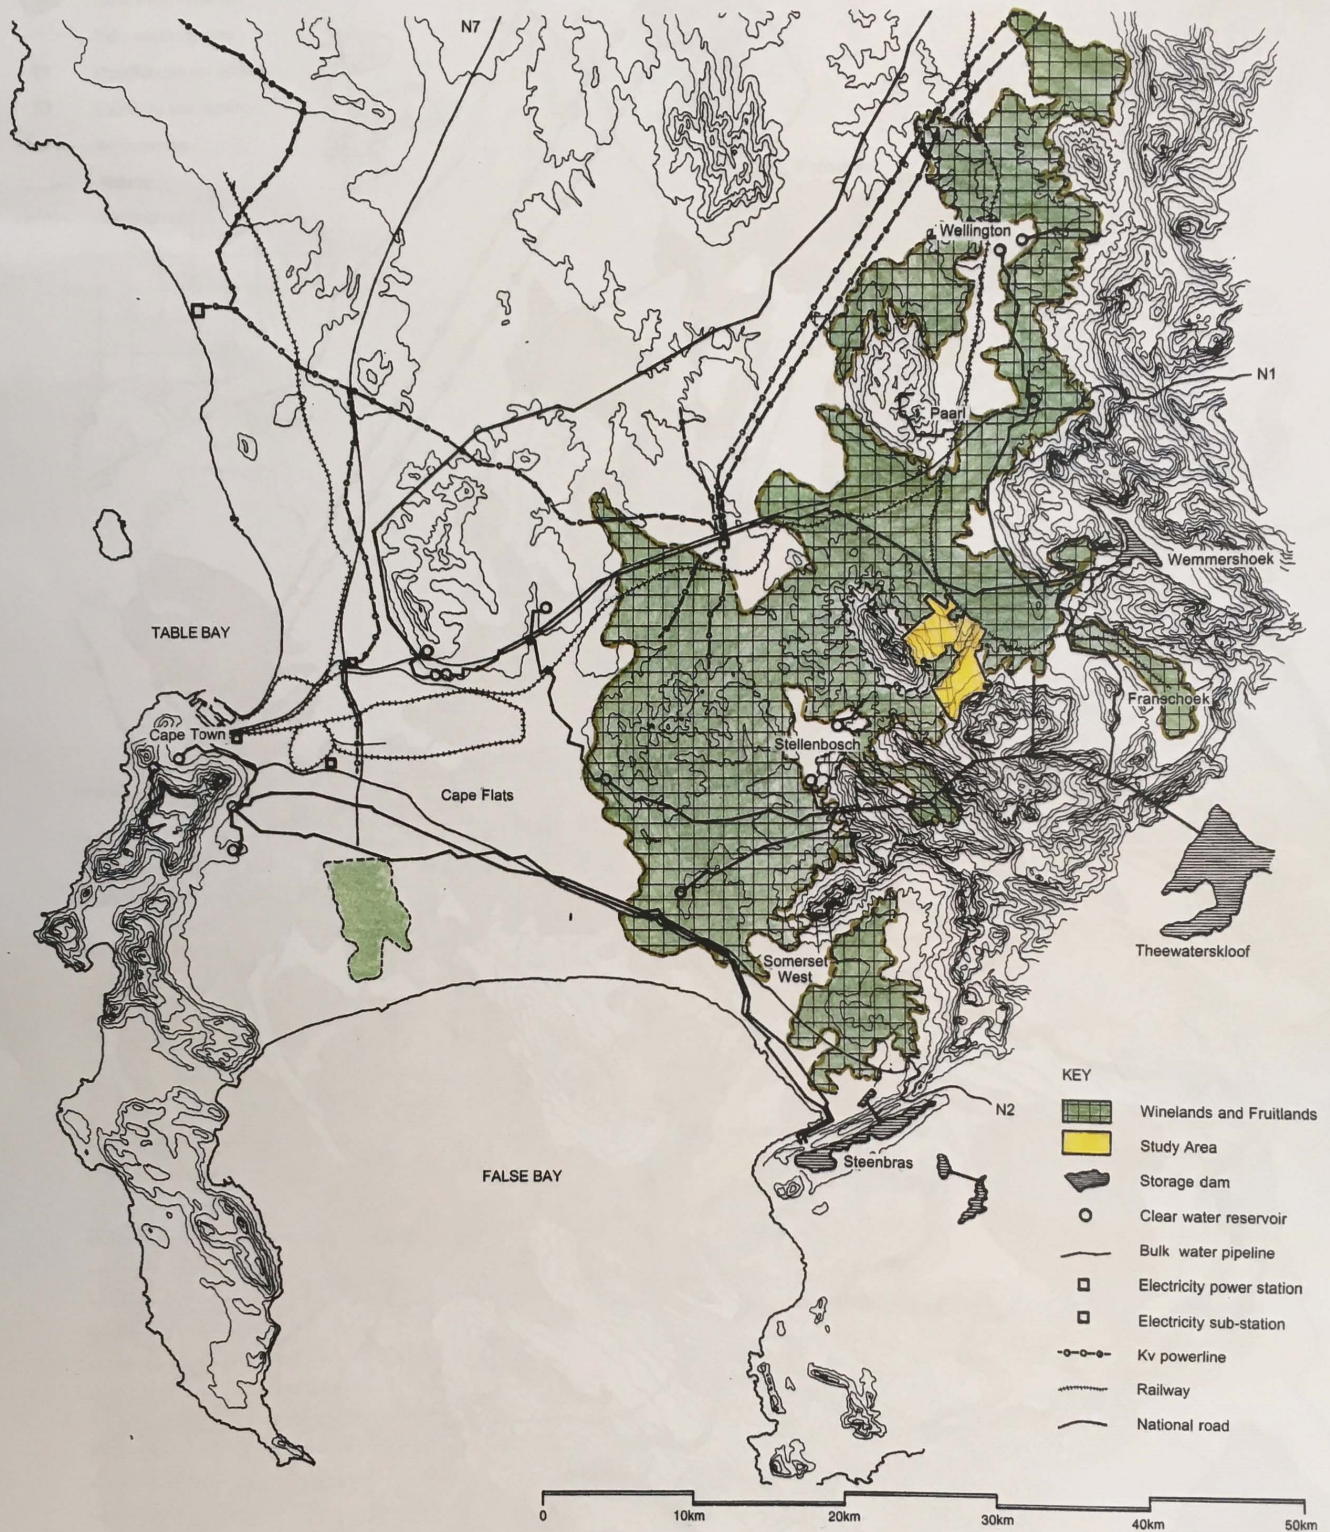 N7
Wellington
N1
Paarl
Wemmershoek
TABLE BAY
Franschoek
Cape Town
Stellenbosch
Cape Flats
Theewaterskloof
Somerset
West
KEY
N2
Winelands and Fruitlands
Study Area
Steenbras
FALSE BAY
Storage dam
Clear water reservoir
Bulk water pipeline
Electricity power station
Electricity sub-station
Kv powerline
Railway
National road
0 10km 20km 30km 40km 50km